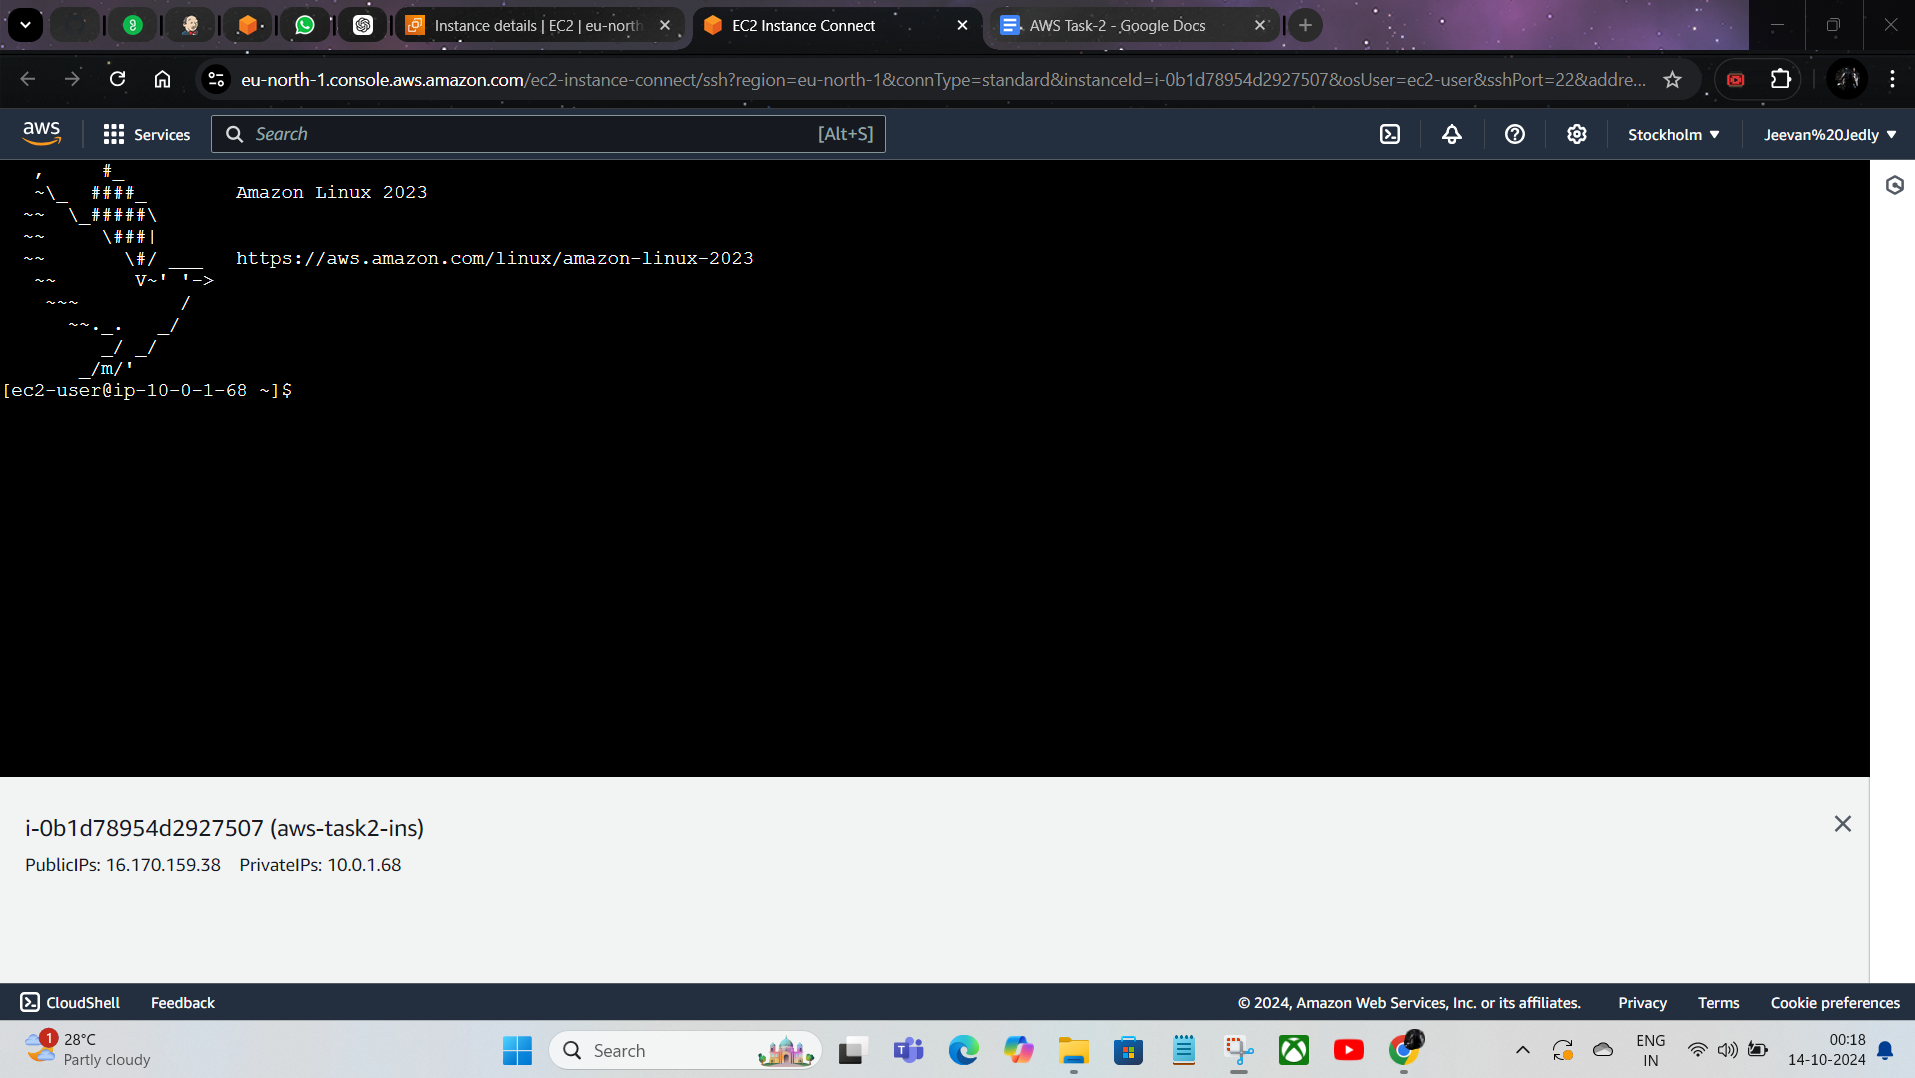 Instance details | EC2 | eu-north
EC2 Instance Connect
AWS Task-2 - Google Docs
eu-north-1.console.aws.amazon.com/ec2-instance-connect/ssh?region=eu-north-1&connType=standard&instanceId=i-0b1d78954d2927507&osUser=ec2-user&sshPort=22&addre...
aws
Services
Search
[Alt+S]
Stockholm
Jeevan%20Jedly
   ,     #_
   ~\_  ####_        Amazon Linux 2023
  ~~  \_#####\
  ~~     \###|
  ~~       \#/ ___   https://aws.amazon.com/linux/amazon-linux-2023
   ~~       V~' '->
    ~~~         /
      ~~._.   _/
         _/ _/
       _/m/'
[ec2-user@ip-10-0-1-68 ~]$
i-0b1d78954d2927507 (aws-task2-ins)
PublicIPs: 16.170.159.38 PrivateIPs: 10.0.1.68
CloudShell
Feedback
© 2024, Amazon Web Services, Inc. or its affiliates.
Privacy
Terms
Cookie preferences
1
28°C
Partly cloudy
Search
ENG
IN
00:18
14-10-2024